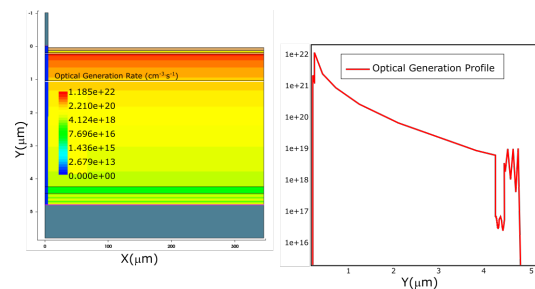 -1
0
1
2
3
4
5
Y(μm)
Optical Generation Rate (cm⁻³s⁻¹)
1.185e+22
2.210e+20
4.124e+18
7.696e+16
1.436e+15
2.679e+13
0.000e+00
0
100
200
300
X(μm)
1e+22
1e+21
1e+20
1e+19
1e+18
1e+17
1e+16
Optical Generation Profile
1
2
3
4
5
Y(μm)